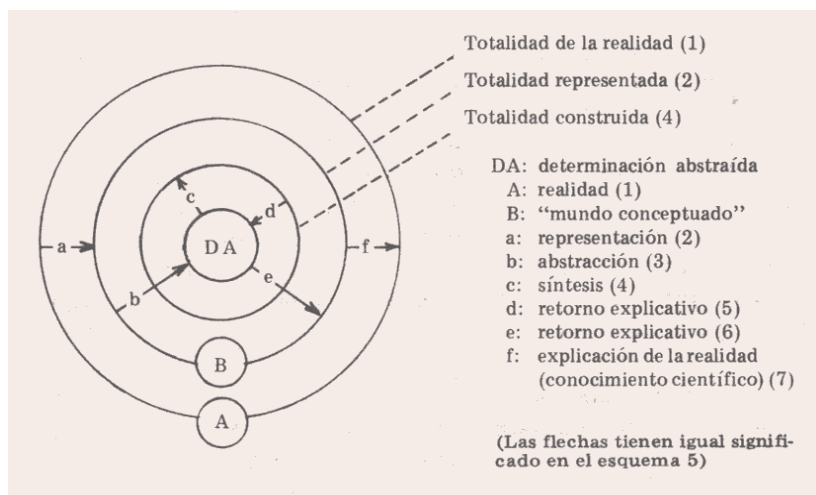 Totalidad de la realidad (1)
Totalidad representada (2)
Totalidad construida (4)
c
d
DA
a
f
b
e
B
A
DA: determinación abstraída
A: realidad (1)
B: “mundo conceptuado”
a: representación (2)
b: abstracción (3)
c: síntesis (4)
d: retorno explicativo (5)
e: retorno explicativo (6)
f: explicación de la realidad
(conocimiento científico) (7)
(Las flechas tienen igual signifi-
cado en el esquema 5)